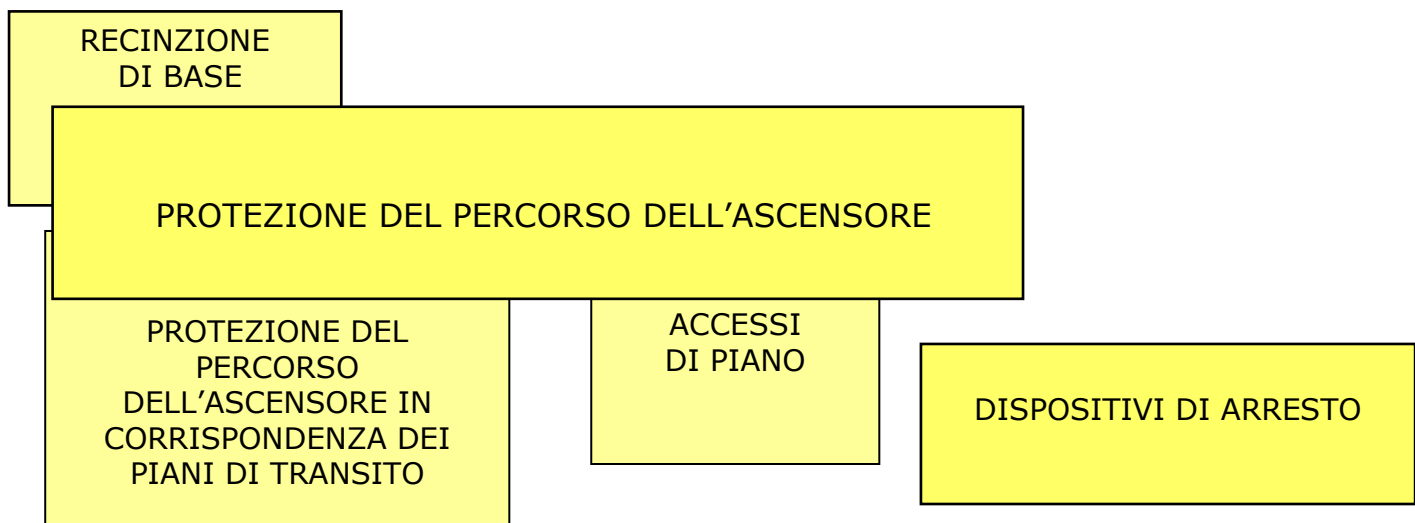 RECINZIONE
DI BASE
PROTEZIONE DEL PERCORSO DELL’ASCENSORE
PROTEZIONE DEL
PERCORSO
DELL’ASCENSORE IN
CORRISPONDENZA DEI
PIANI DI TRANSITO
ACCESSI
DI PIANO
DISPOSITIVI DI ARRESTO